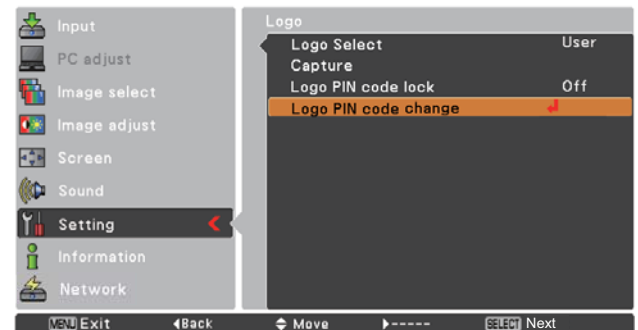 Input
PC adjust
Image select
Image adjust
Screen
Sound
Setting
Information
Network
Logo
Logo Select User
Capture
Logo PIN code lock Off
Logo PIN code change
MENU Exit ◀Back Move ▶----- SELECT Next